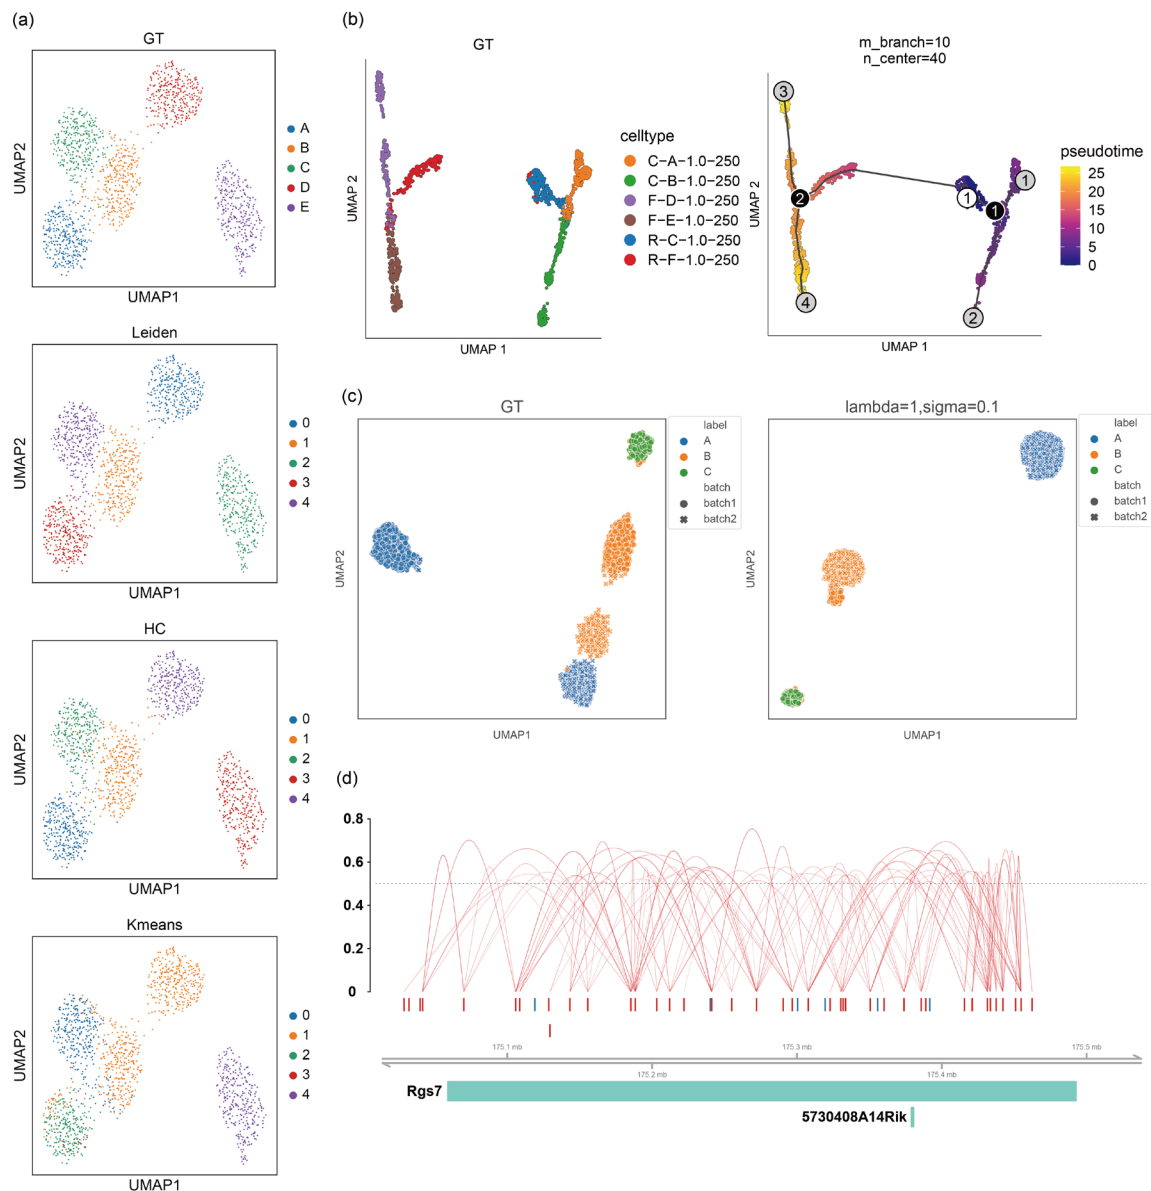 (a)
GT
UMAP2
UMAP1
A
B
C
D
E
Leiden
UMAP2
UMAP1
0
1
2
3
4
HC
UMAP2
UMAP1
0
1
2
3
4
Kmeans
UMAP2
UMAP1
0
1
2
3
4
(b)
GT
UMAP 2
UMAP 1
celltype
C−A−1.0−250
C−B−1.0−250
F−D−1.0−250
F−E−1.0−250
R−C−1.0−250
R−F−1.0−250
m_branch=10
n_center=40
UMAP 2
UMAP 1
3
2
4
1
1
1
2
pseudotime
25
20
15
10
5
0
(c)
GT
UMAP2
UMAP1
label
A
B
C
batch
batch1
batch2
lambda=1,sigma=0.1
UMAP2
UMAP1
label
A
B
C
batch
batch1
batch2
(d)
0.8
0.6
0.4
0.2
0
175.1 mb
175.3 mb
175.5 mb
175.2 mb
175.4 mb
Rgs7
5730408A14Rik